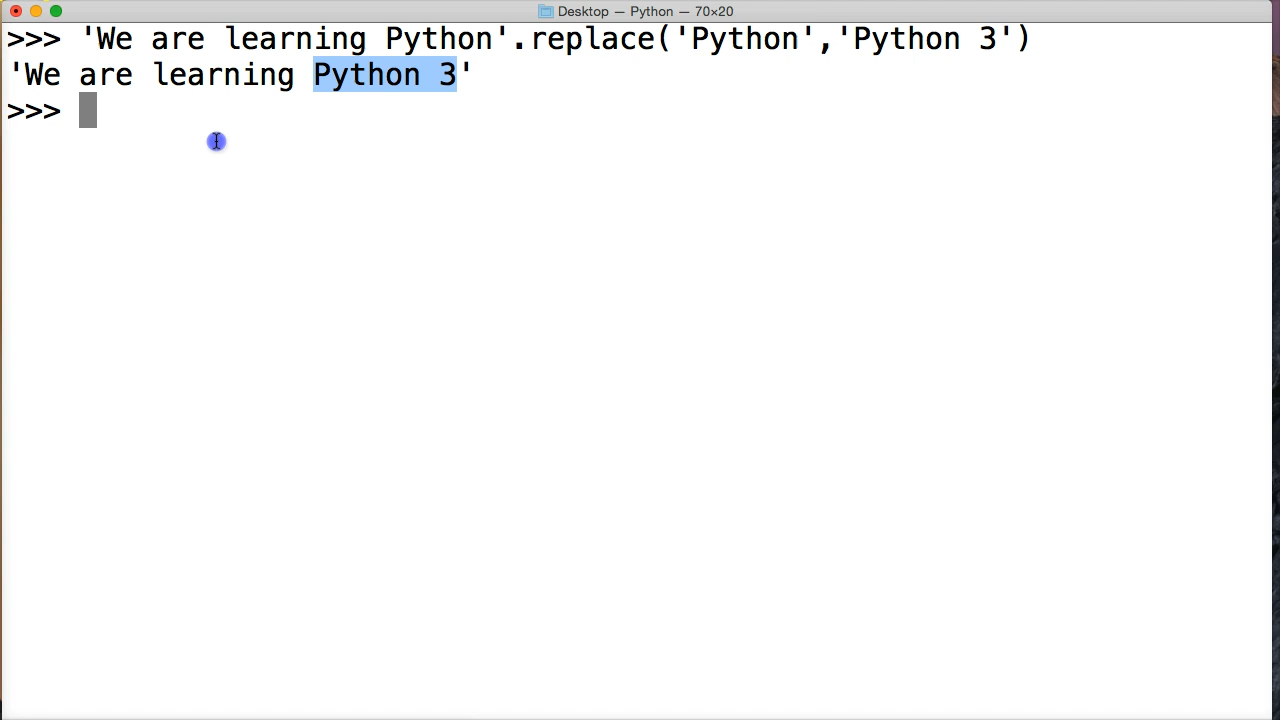 Desktop — Python — 70×20
>>> 'We are learning Python'.replace('Python','Python 3')
'We are learning Python 3'
>>>